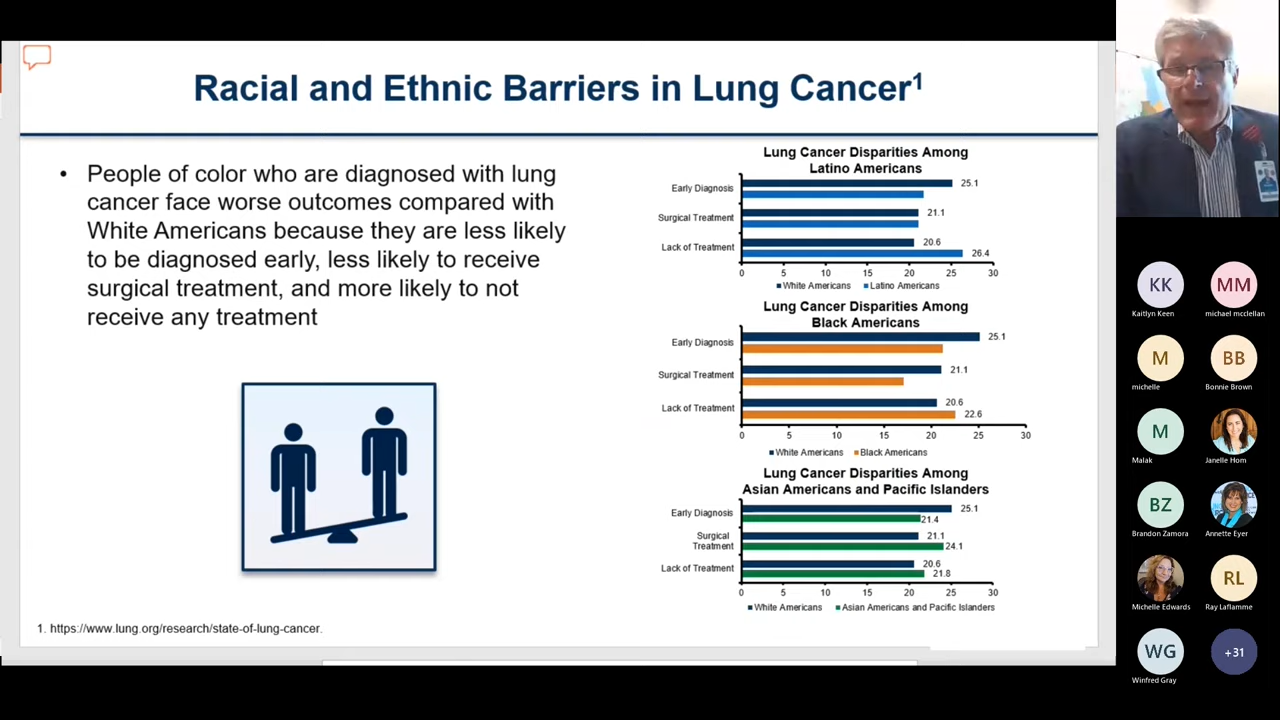 Racial and Ethnic Barriers in Lung Cancer1
• People of color who are diagnosed with lung
cancer face worse outcomes compared with
White Americans because they are less likely
to be diagnosed early, less likely to receive
surgical treatment, and more likely to not
receive any treatment
Lung Cancer Disparities Among
Latino Americans
Early Diagnosis
25.1
Surgical Treatment
21.1
Lack of Treatment
20.6
26.4
0 5 10 15 20 25 30
White Americans Latino Americans
Lung Cancer Disparities Among
Black Americans
Early Diagnosis
25.1
Surgical Treatment
21.1
Lack of Treatment
20.6
22.6
0 5 10 15 20 25 30
White Americans Black Americans
Lung Cancer Disparities Among
Asian Americans and Pacific Islanders
Early Diagnosis
25.1
21.4
Surgical
Treatment
21.1
24.1
Lack of Treatment
20.6
21.8
0 5 10 15 20 25 30
White Americans Asian Americans and Pacific Islanders
1. https://www.lung.org/research/state-of-lung-cancer.
KK MM
Kaitlyn Keen michael mcclellan
M BB
michelle Bonnie Brown
M
Malak Janelle Hom
BZ
Brandon Zamora Annette Eyer
RL
Michelle Edwards Ray Laflamme
WG +31
Winfred Gray